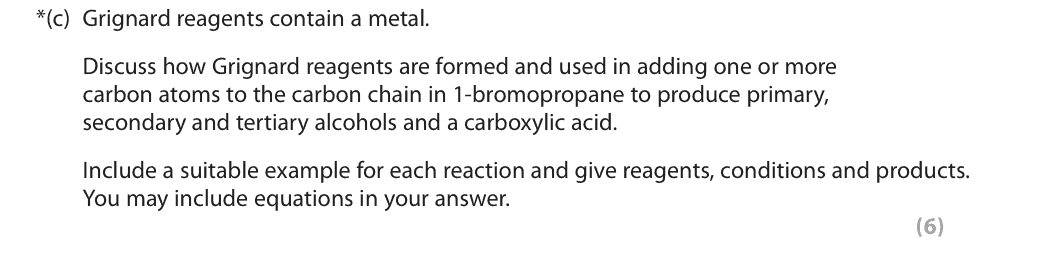 *(c) Grignard reagents contain a metal.
Discuss how Grignard reagents are formed and used in adding one or more
carbon atoms to the carbon chain in 1-bromopropane to produce primary,
secondary and tertiary alcohols and a carboxylic acid.
Include a suitable example for each reaction and give reagents, conditions and products.
You may include equations in your answer.
(6)